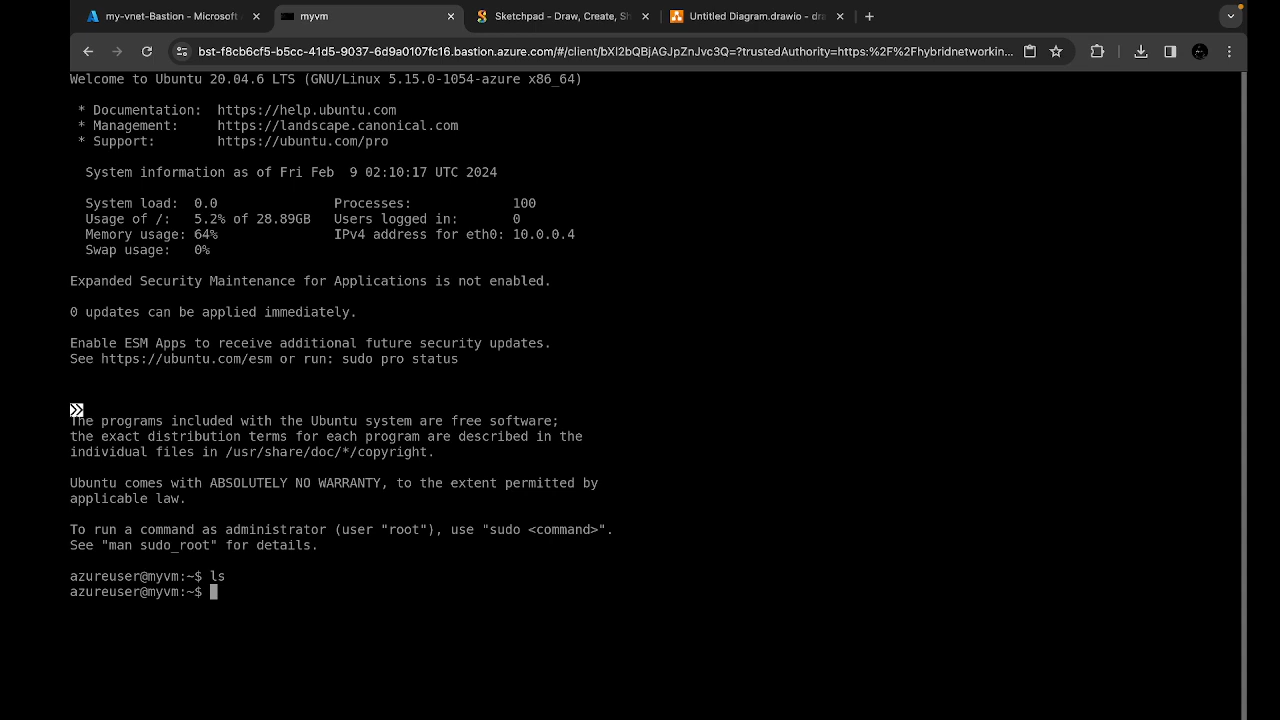 my-vnet-Bastion - Microsoft
myvm
Sketchpad - Draw, Create, Sh
Untitled Diagram.drawio - dra
bst-f8cb6cf5-b5cc-41d5-9037-6d9a0107fc16.bastion.azure.com/#/client/bXl2bQBjAGJpZnJvc3Q=?trustedAuthority=https:%2F%2Fhybridnetworkin...
Welcome to Ubuntu 20.04.6 LTS (GNU/Linux 5.15.0-1054-azure x86_64)
* Documentation: https://help.ubuntu.com
* Management: https://landscape.canonical.com
* Support: https://ubuntu.com/pro
System information as of Fri Feb 9 02:10:17 UTC 2024
System load: 0.0 Processes: 100
Usage of /: 5.2% of 28.89GB Users logged in: 0
Memory usage: 64% IPv4 address for eth0: 10.0.0.4
Swap usage: 0%
Expanded Security Maintenance for Applications is not enabled.
0 updates can be applied immediately.
Enable ESM Apps to receive additional future security updates.
See https://ubuntu.com/esm or run: sudo pro status
The programs included with the Ubuntu system are free software;
the exact distribution terms for each program are described in the
individual files in /usr/share/doc/*/copyright.
Ubuntu comes with ABSOLUTELY NO WARRANTY, to the extent permitted by
applicable law.
To run a command as administrator (user "root"), use "sudo <command>".
See "man sudo_root" for details.
azureuser@myvm:~$ ls
azureuser@myvm:~$